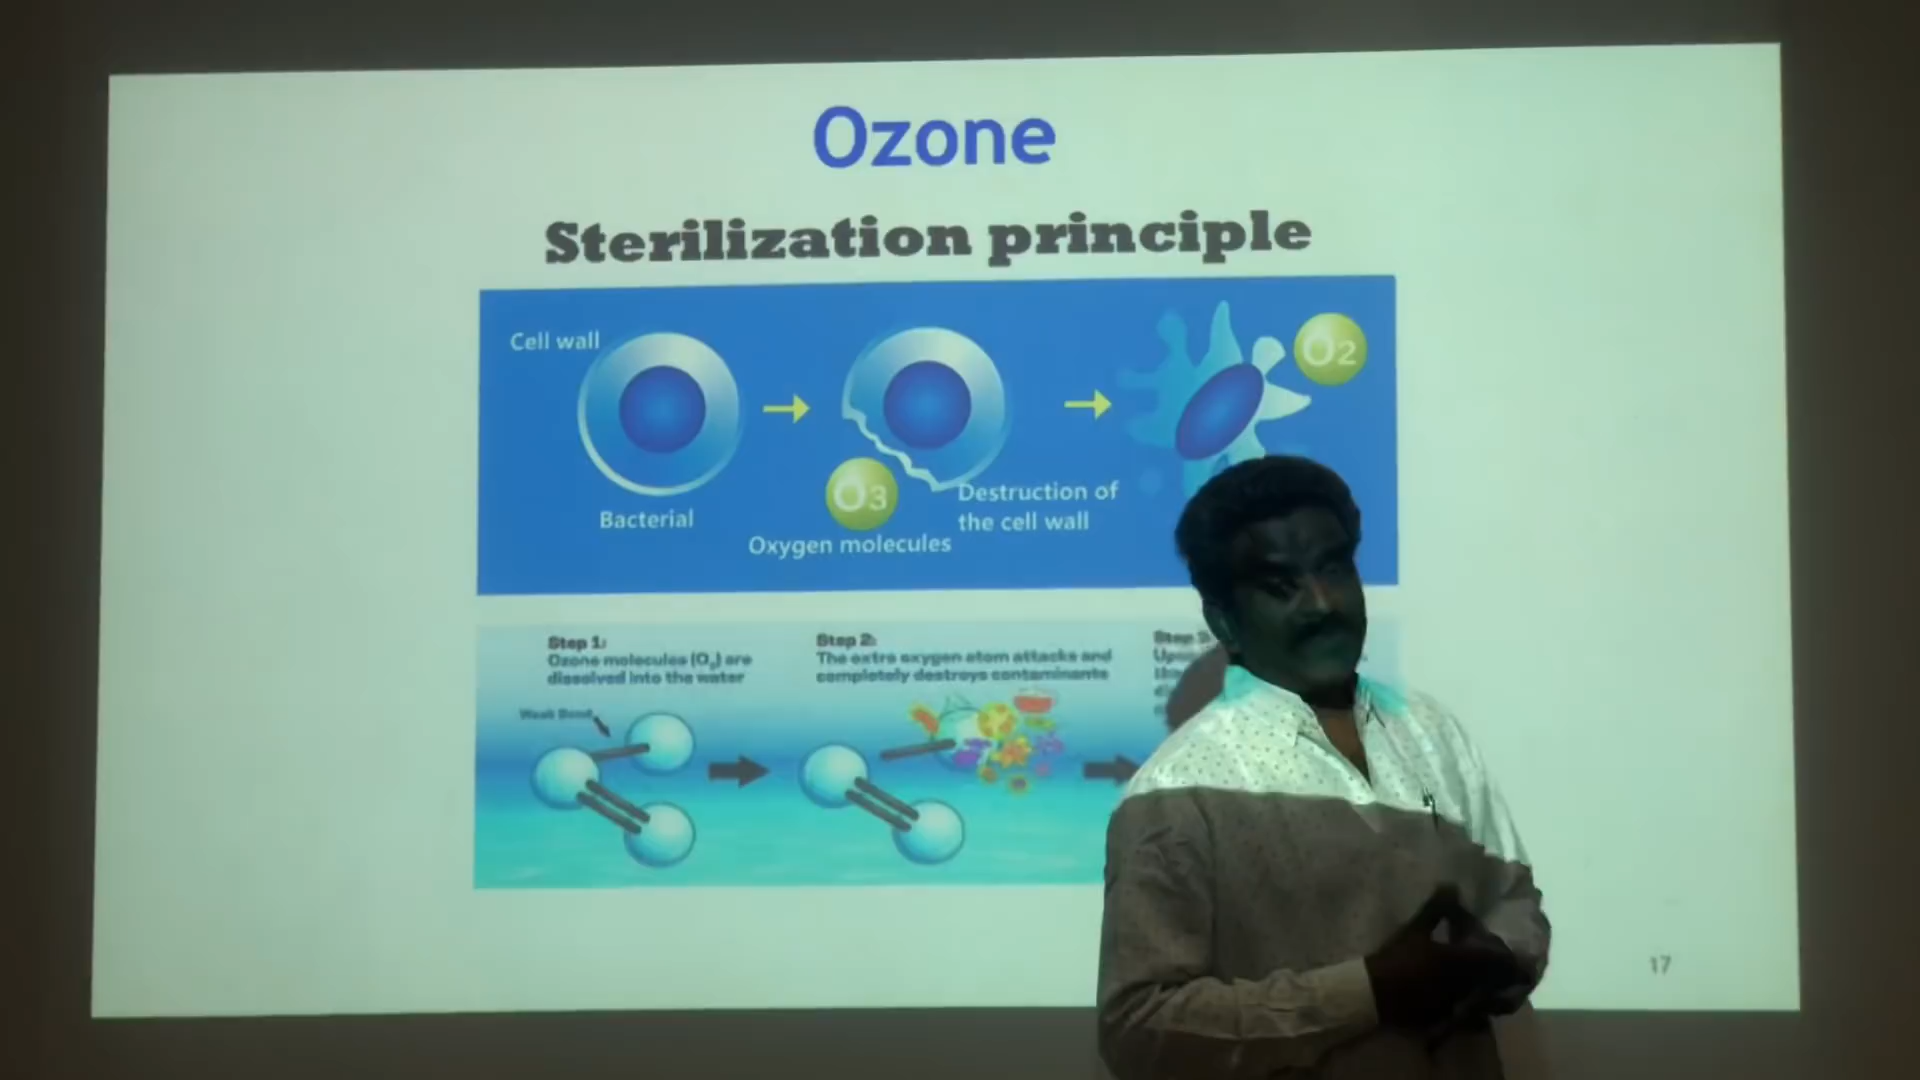 Ozone
Sterilization principle
Cell wall
O2
Bacterial
O3
Oxygen molecules
Destruction of
the cell wall
Step 1:
Ozone molecules (O3) are
dissolved into the water
Weak Bond
Step 2:
The extra oxygen atom attacks and
completely destroys contaminants
Step
17